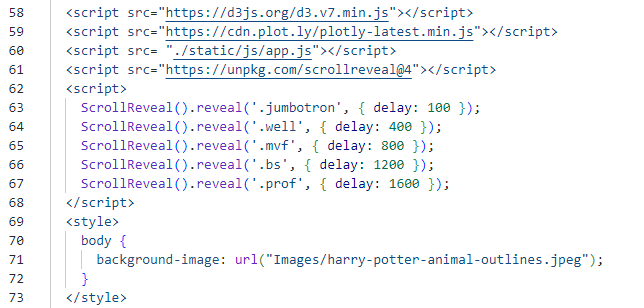 58 <script src="https://d3js.org/d3.v7.min.js"></script>
59 <script src="https://cdn.plot.ly/plotly-latest.min.js"></script>
60 <script src= "./static/js/app.js"></script>
61 <script src="https://unpkg.com/scrollreveal@4"></script>
62 <script>
63 ScrollReveal().reveal('.jumbotron', { delay: 100 });
64 ScrollReveal().reveal('.well', { delay: 400 });
65 ScrollReveal().reveal('.mvf', { delay: 800 });
66 ScrollReveal().reveal('.bs', { delay: 1200 });
67 ScrollReveal().reveal('.prof', { delay: 1600 });
68 </script>
69 <style>
70 body {
71 background-image: url("Images/harry-potter-animal-outlines.jpeg");
72 }
73 </style>